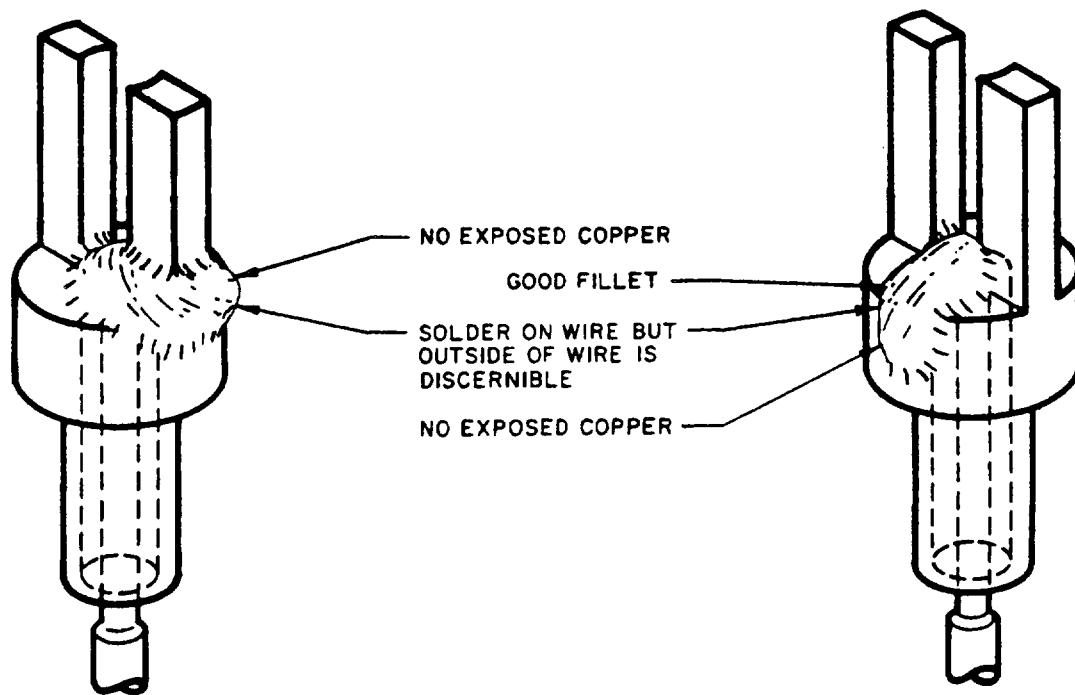 NO EXPOSED COPPER
GOOD FILLET
SOLDER ON WIRE BUT
OUTSIDE OF WIRE IS
DISCERNIBLE
NO EXPOSED COPPER